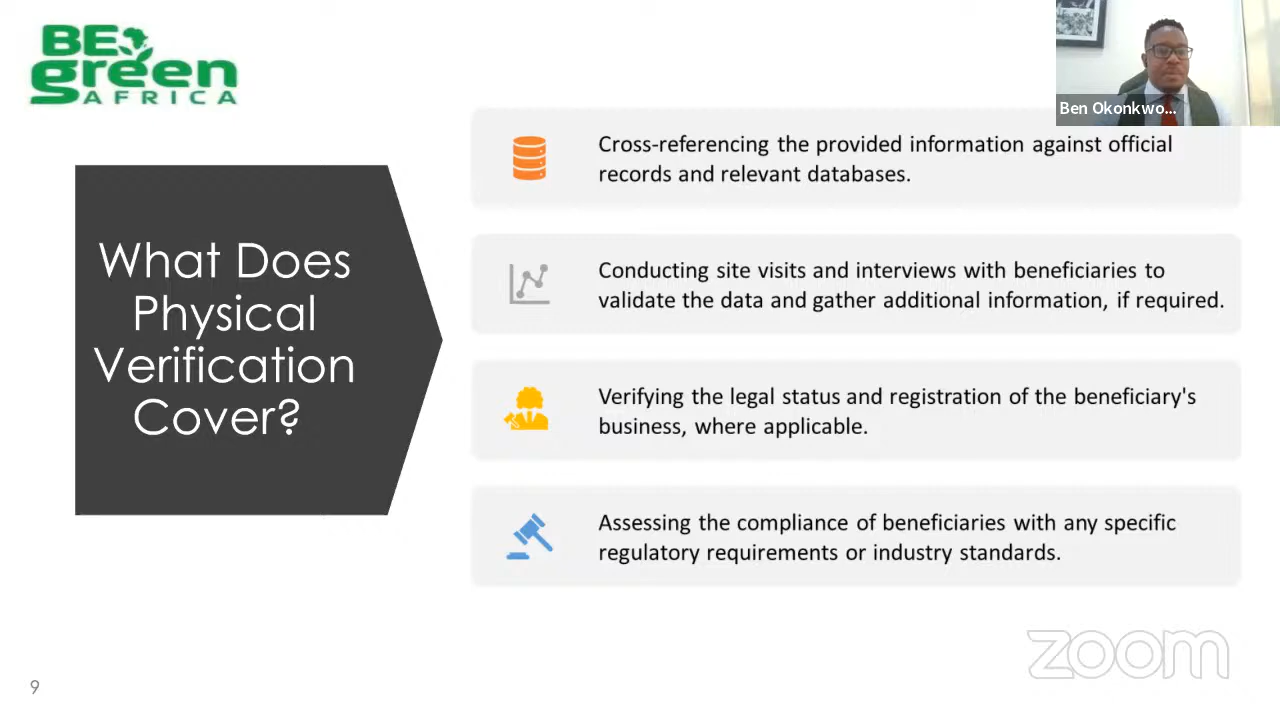 BE
green
AFRICA
Ben Okonkwo...
What Does
Physical
Verification
Cover?
Cross-referencing the provided information against official
records and relevant databases.
Conducting site visits and interviews with beneficiaries to
validate the data and gather additional information, if required.
Verifying the legal status and registration of the beneficiary's
business, where applicable.
Assessing the compliance of beneficiaries with any specific
regulatory requirements or industry standards.
zoom
9